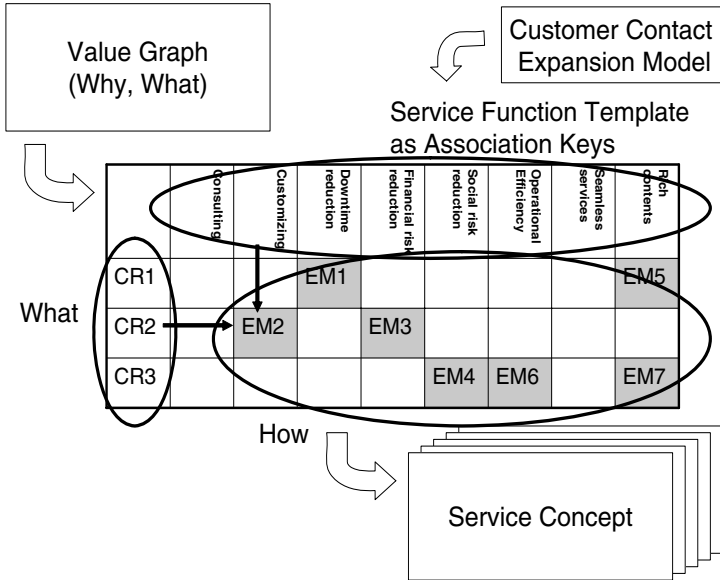 Value Graph
(Why, What)
Customer Contact
Expansion Model
Service Function Template
as Association Keys
Consulting
Customizing
Downtime
reduction
Financial risk
reduction
Social risk
reduction
Operational
Efficiency
Seamless
services
Rich
contents
What
CR1
EM1
EM5
CR2
EM2
EM3
CR3
EM4
EM6
EM7
How
Service Concept